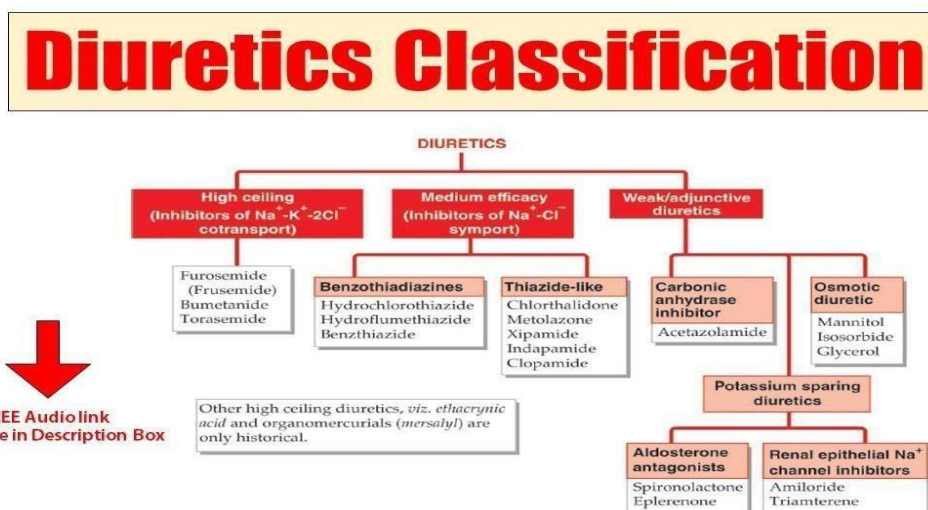 Diuretics Classification
DIURETICS
High ceiling
(Inhibitors of Na⁺-K⁺-2Cl⁻
cotransport)
Medium efficacy
(Inhibitors of Na⁺-Cl⁻
symport)
Weak/adjunctive
diuretics
Furosemide
(Frusemide)
Bumetanide
Torasemide
Benzothiadiazines
Hydrochlorothiazide
Hydroflumethiazide
Benzthiazide
Thiazide-like
Chlorthalidone
Metolazone
Xipamide
Indapamide
Clopamide
Carbonic
anhydrase
inhibitor
Acetazolamide
Osmotic
diuretic
Mannitol
Isosorbide
Glycerol
Potassium sparing
diuretics
Aldosterone
antagonists
Spironolactone
Eplerenone
Renal epithelial Na⁺
channel inhibitors
Amiloride
Triamterene
Other high ceiling diuretics, viz. ethacrynic
acid and organomercurials (mersalyl) are
only historical.
Audio link
in Description Box